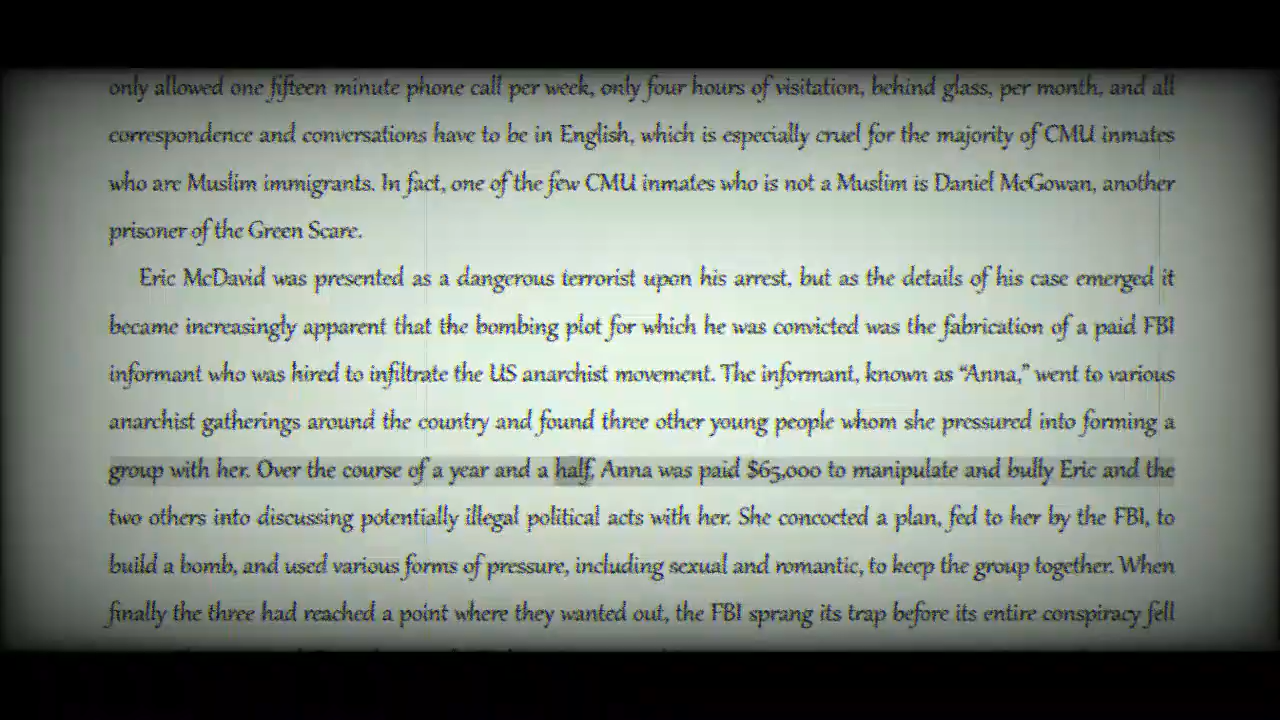 only allowed one fifteen minute phone call per week, only four hours of visitation, behind glass, per month, and all
correspondence and conversations have to be in English, which is especially cruel for the majority of CMU inmates
who are Muslim immigrants. In fact, one of the few CMU inmates who is not a Muslim is Daniel McGowan, another
prisoner of the Green Scare.
Eric McDavid was presented as a dangerous terrorist upon his arrest, but as the details of his case emerged it
became increasingly apparent that the bombing plot for which he was convicted was the fabrication of a paid FBI
informant who was hired to infiltrate the US anarchist movement. The informant, known as “Anna,” went to various
anarchist gatherings around the country and found three other young people whom she pressured into forming a
group with her. Over the course of a year and a half, Anna was paid $65,000 to manipulate and bully Eric and the
two others into discussing potentially illegal political acts with her. She concocted a plan, fed to her by the FBI, to
build a bomb, and used various forms of pressure, including sexual and romantic, to keep the group together. When
finally the three had reached a point where they wanted out, the FBI sprang its trap before its entire conspiracy fell